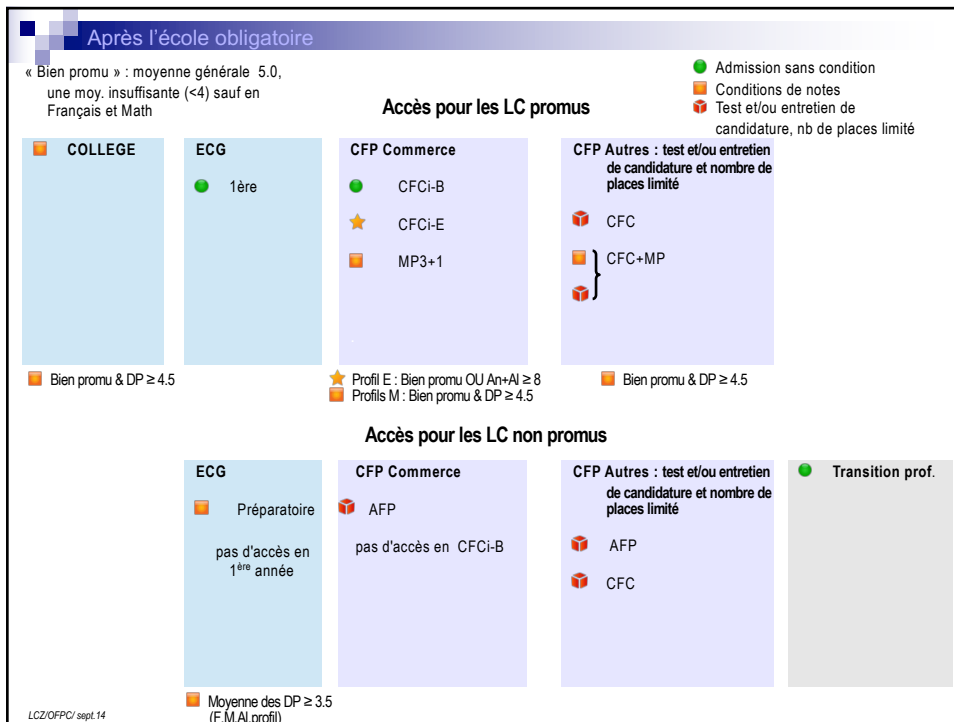 Après l'école obligatoire
« Bien promu » : moyenne générale 5.0,
une moy. insuffisante (<4) sauf en
Français et Math
Admission sans condition
Conditions de notes
Test et/ou entretien de
candidature, nb de places limité
Accès pour les LC promus
COLLEGE
ECG
1ère
CFP Commerce
CFCi-B
CFCi-E
MP3+1
CFP Autres : test et/ou entretien
de candidature et nombre de
places limité
CFC
CFC+MP
Bien promu & DP ≥ 4.5
Profil E : Bien promu OU An+Al ≥ 8
Profils M : Bien promu & DP ≥ 4.5
Bien promu & DP ≥ 4.5
Accès pour les LC non promus
ECG
Préparatoire
pas d'accès en
1ère année
CFP Commerce
AFP
pas d'accès en CFCi-B
CFP Autres : test et/ou entretien
de candidature et nombre de
places limité
AFP
CFC
Transition prof.
Moyenne des DP ≥ 3.5
(F,M,Al,profil)
LCZ/OFPC/ sept.14